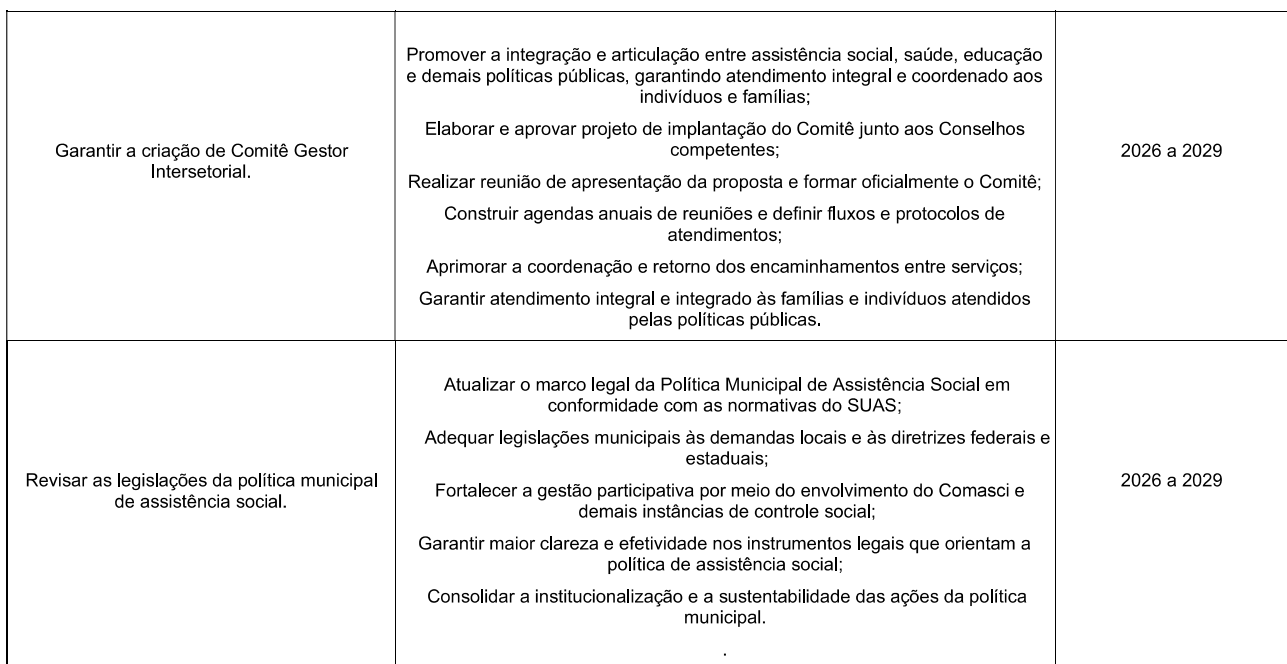 Garantir a criação de Comitê Gestor
Intersetorial.
Promover a integração e articulação entre assistência social, saúde, educação
e demais políticas públicas, garantindo atendimento integral e coordenado aos
indivíduos e famílias;
Elaborar e aprovar projeto de implantação do Comitê junto aos Conselhos
competentes;
Realizar reunião de apresentação da proposta e formar oficialmente o Comitê;
Construir agendas anuais de reuniões e definir fluxos e protocolos de
atendimentos;
Aprimorar a coordenação e retorno dos encaminhamentos entre serviços;
Garantir atendimento integral e integrado às famílias e indivíduos atendidos
pelas políticas públicas.
2026 a 2029
Revisar as legislações da política municipal
de assistência social.
Atualizar o marco legal da Política Municipal de Assistência Social em
conformidade com as normativas do SUAS;
Adequar legislações municipais às demandas locais e às diretrizes federais e
estaduais;
Fortalecer a gestão participativa por meio do envolvimento do Comasci e
demais instâncias de controle social;
Garantir maior clareza e efetividade nos instrumentos legais que orientam a
política de assistência social;
Consolidar a institucionalização e a sustentabilidade das ações da política
municipal.
.
2026 a 2029